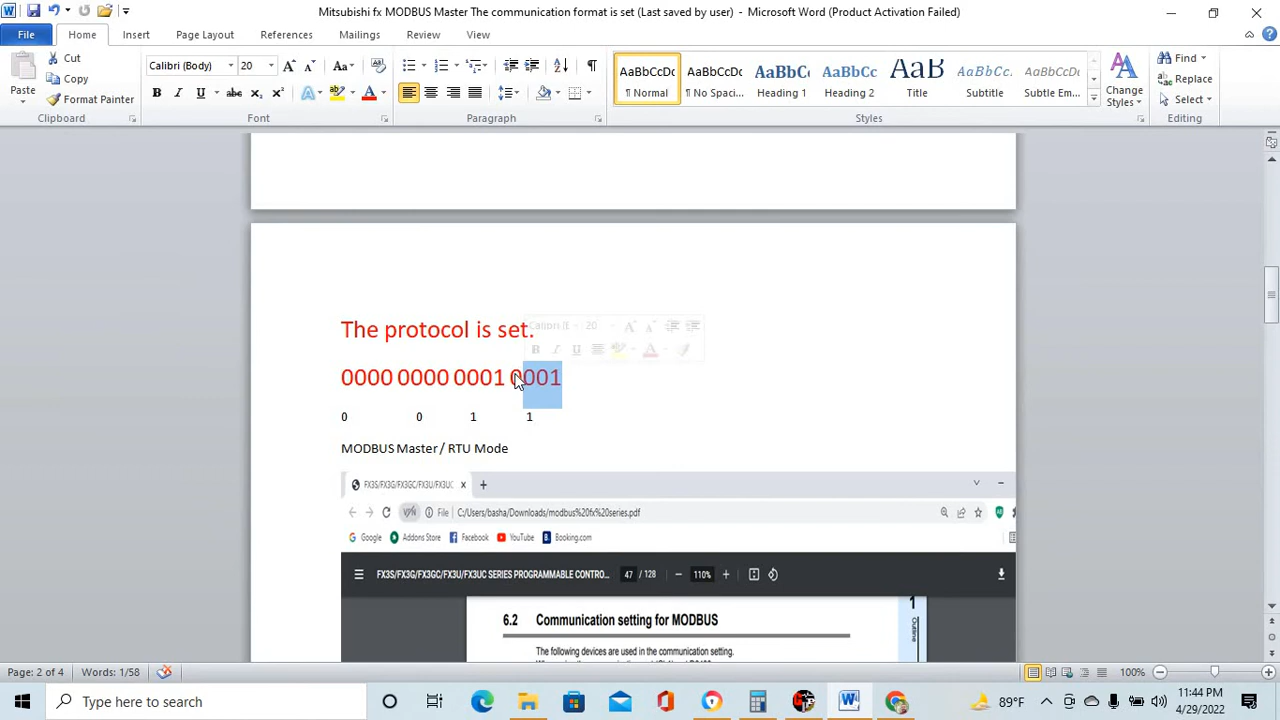 Mitsubishi fx MODBUS Master The communication format is set (Last saved by user) - Microsoft Word (Product Activation Failed)
File Home Insert Page Layout References Mailings Review View
Paste Cut Copy Format Painter
Calibri (Body) 20
AaBbCcDc AaBbCcDc AaBbCc AaBbCc AaB AaBbCcL AaBbCcDc
¶ Normal ¶ No Spaci... Heading 1 Heading 2 Title Subtitle Subtle Em...
Change Styles
Find Replace Select
Clipboard Font Paragraph Styles Editing
The protocol is set.
0000 0000 0001 0001
0 0 1 1
MODBUS Master / RTU Mode
FX3S/FX3G/FX3GC/FX3U/FX3UC
File C:/Users/basha/Downloads/modbus%20fx%20series.pdf
Google Addons Store Facebook YouTube Booking.com
FX3S/FX3G/FX3GC/FX3U/FX3UC SERIES PROGRAMMABLE CONTRO... 47 / 128 110%
1
Outline
6.2 Communication setting for MODBUS
The following devices are used in the communication setting.
Page: 2 of 4 Words: 1/58 100%
Type here to search
89°F
11:44 PM
4/29/2022